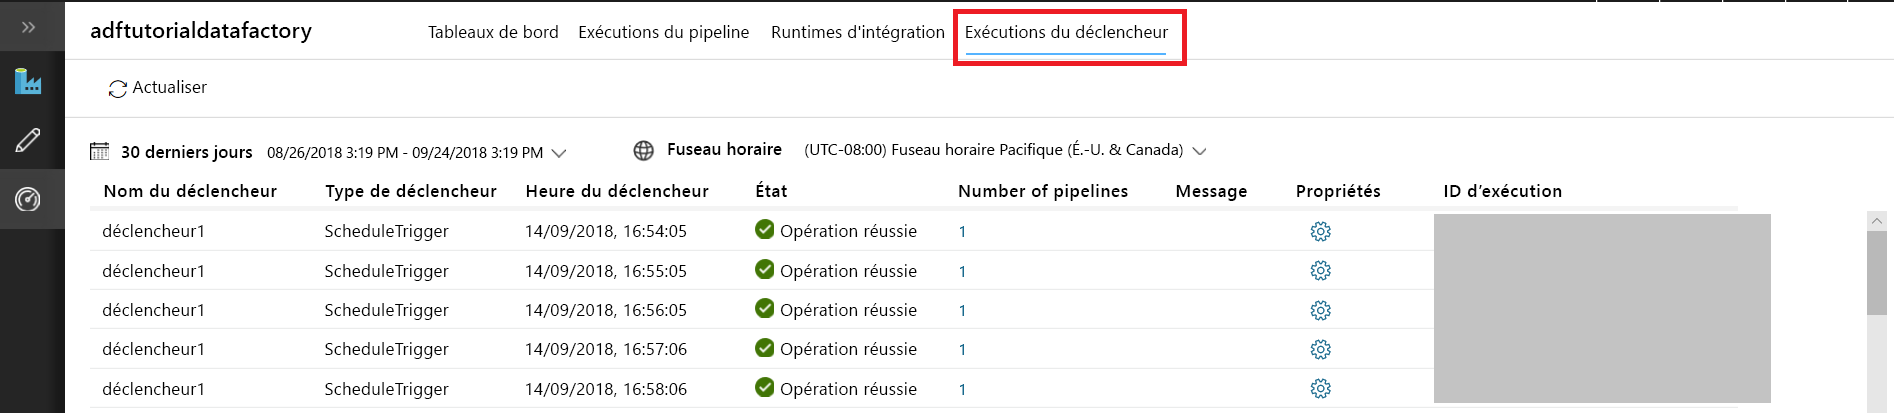 adftutorialdatafactory Tableaux de bord Exécutions du pipeline Runtimes d'intégration Exécutions du déclencheur
Actualiser
30 derniers jours 08/26/2018 3:19 PM - 09/24/2018 3:19 PM Fuseau horaire (UTC-08:00) Fuseau horaire Pacifique (É.-U. & Canada)
Nom du déclencheur Type de déclencheur Heure du déclencheur État Number of pipelines Message Propriétés ID d’exécution
déclencheur1 ScheduleTrigger 14/09/2018, 16:54:05 Opération réussie 1
déclencheur1 ScheduleTrigger 14/09/2018, 16:55:05 Opération réussie 1
déclencheur1 ScheduleTrigger 14/09/2018, 16:56:05 Opération réussie 1
déclencheur1 ScheduleTrigger 14/09/2018, 16:57:06 Opération réussie 1
déclencheur1 ScheduleTrigger 14/09/2018, 16:58:06 Opération réussie 1